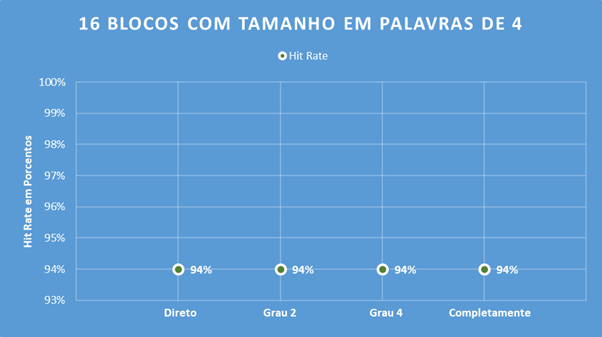 16 BLOCOS COM TAMANHO EM PALAVRAS DE 4
Hit Rate
Hit Rate em Porcentos
100%
99%
98%
97%
96%
95%
94%
93%
94% 94% 94% 94%
Direto Grau 2 Grau 4 Completamente